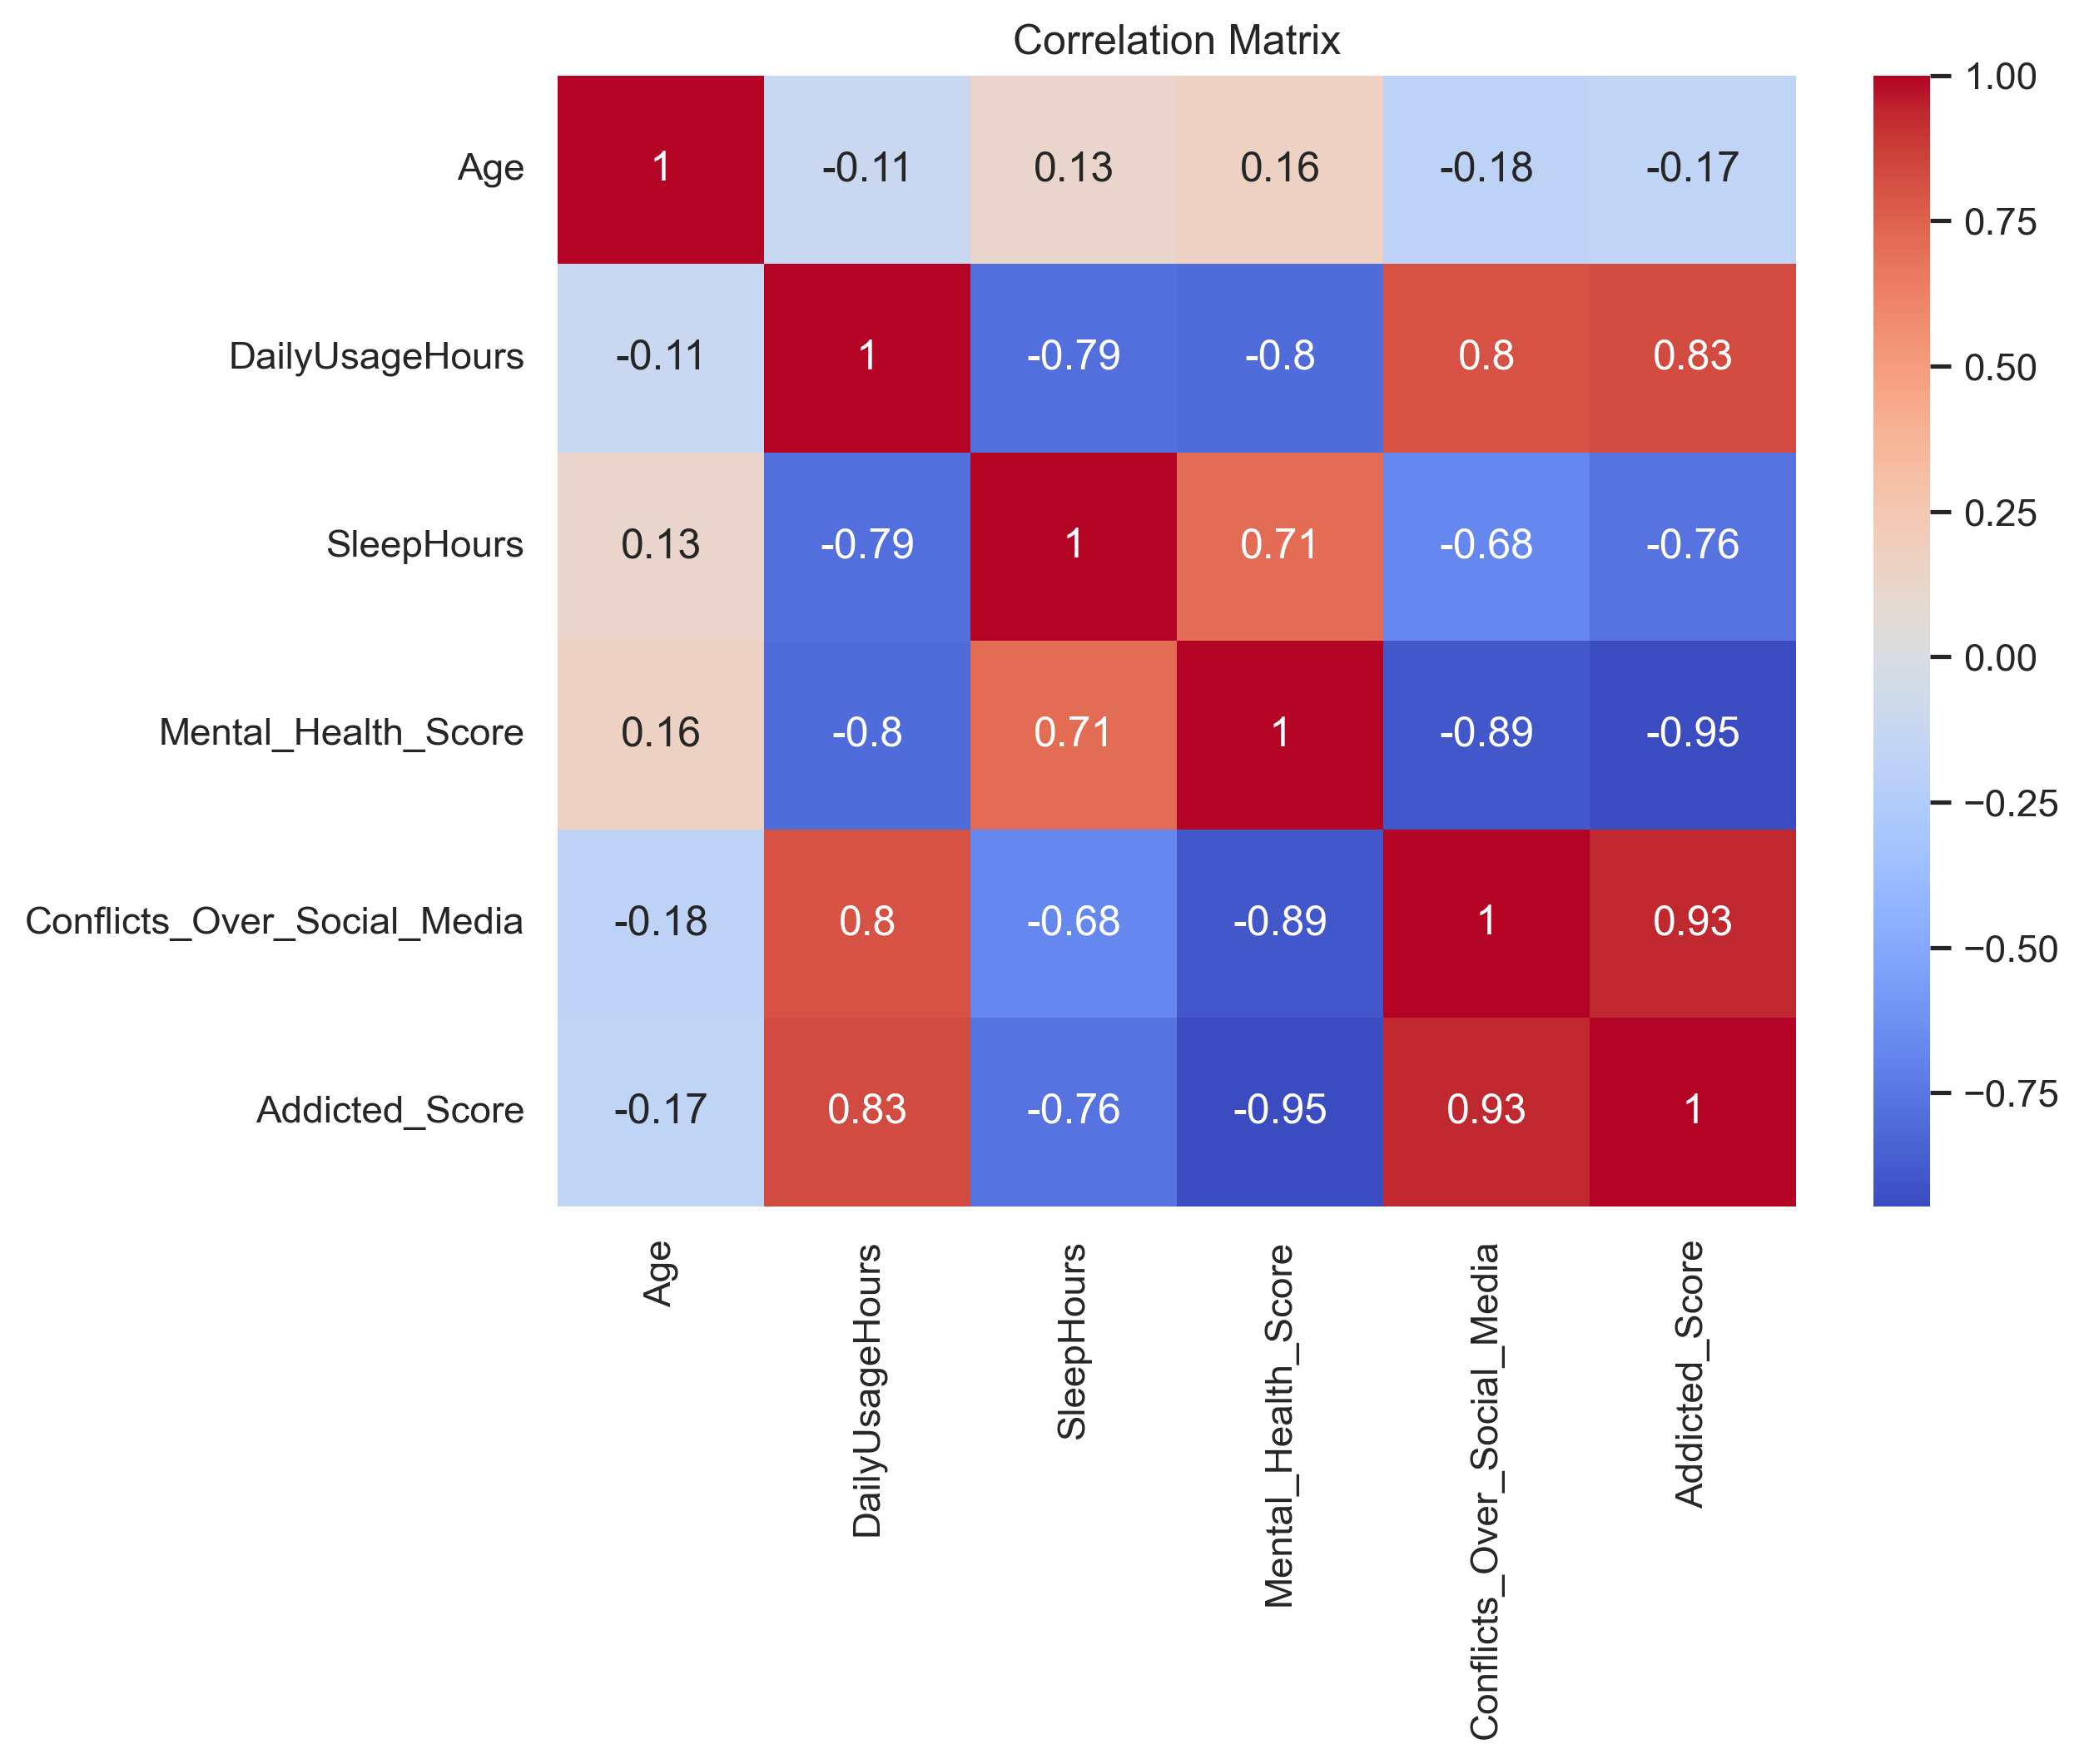 Correlation Matrix
Age 1 -0.11 0.13 0.16 -0.18 -0.17
DailyUsageHours -0.11 1 -0.79 -0.8 0.8 0.83
SleepHours 0.13 -0.79 1 0.71 -0.68 -0.76
Mental_Health_Score 0.16 -0.8 0.71 1 -0.89 -0.95
Conflicts_Over_Social_Media -0.18 0.8 -0.68 -0.89 1 0.93
Addicted_Score -0.17 0.83 -0.76 -0.95 0.93 1
Age
DailyUsageHours
SleepHours
Mental_Health_Score
Conflicts_Over_Social_Media
Addicted_Score
1.00
0.75
0.50
0.25
0.00
−0.25
−0.50
−0.75